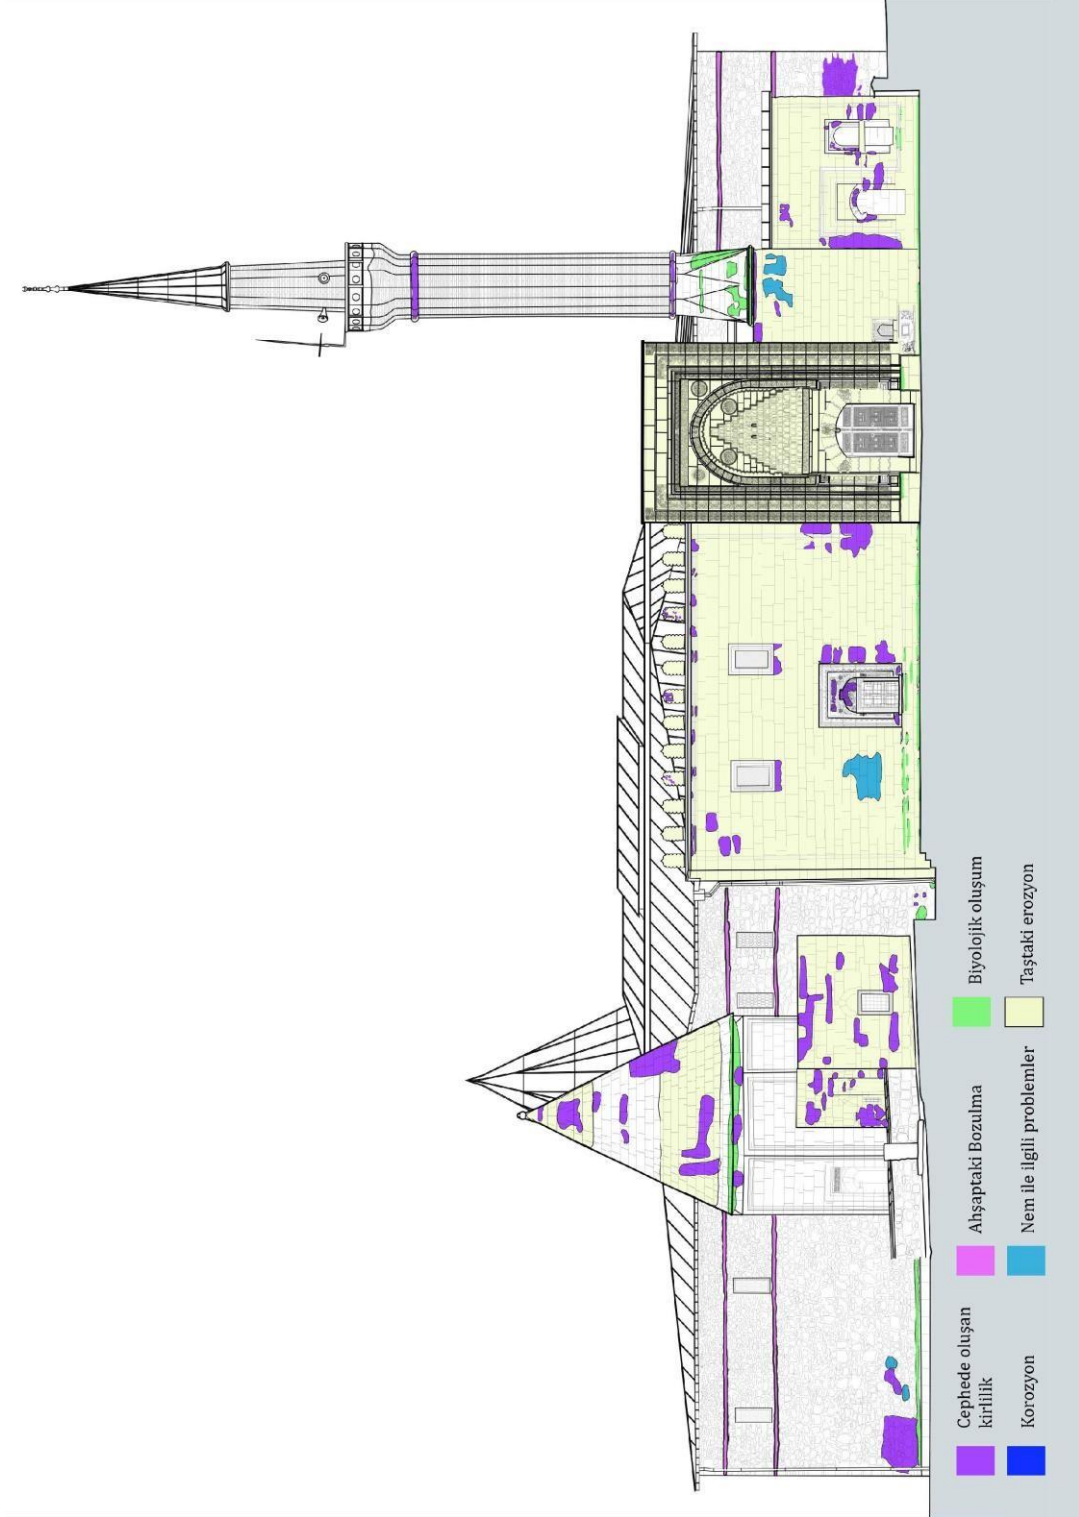 Cephede oluşan
kirlilik
Ahşaptaki Bozulma
Biyolojik oluşum
Korozyon
Nem ile ilgili problemler
Taştaki erozyon